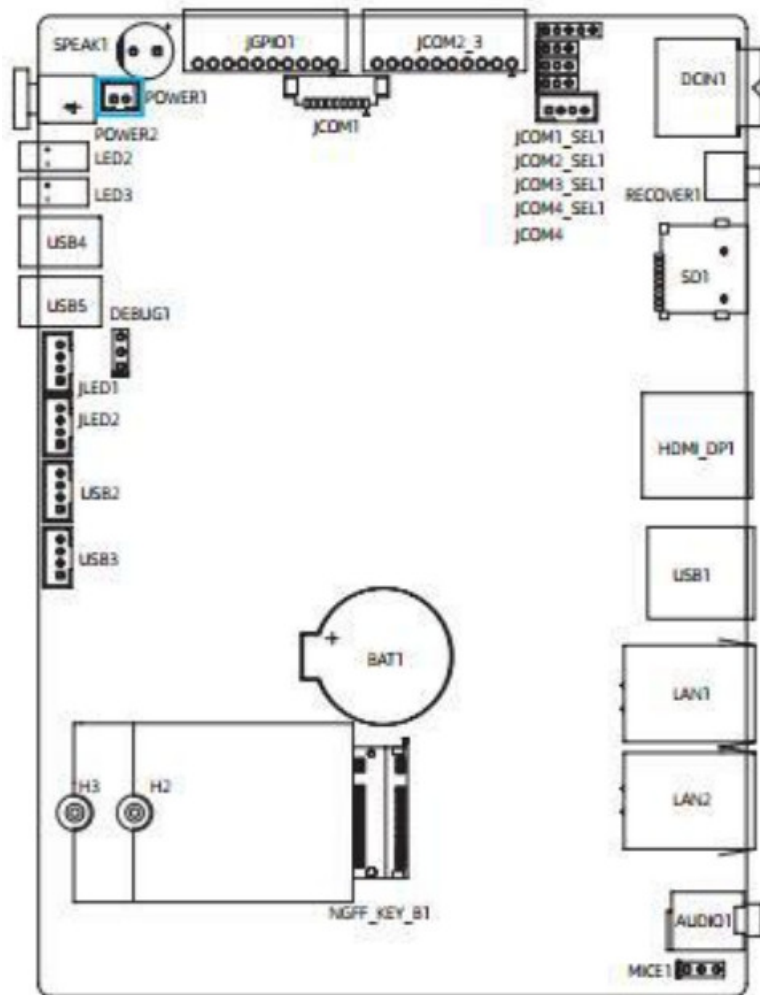 SPEAK1
JGPIO1
JCOM2_3
DCIN1
POWER1
JCOM1
POWER2
JCOM1_SEL1
LED2
JCOM2_SEL1
LED3
JCOM3_SEL1
RECOVER1
JCOM4_SEL1
USB4
JCOM4
SD1
USB5
DEBUG1
JLED1
JLED2
HDMI_DP1
USB2
USB3
USB1
BAT1
LAN1
H3
H2
LAN2
NGFF_KEY_B1
AUDIO1
MICE1